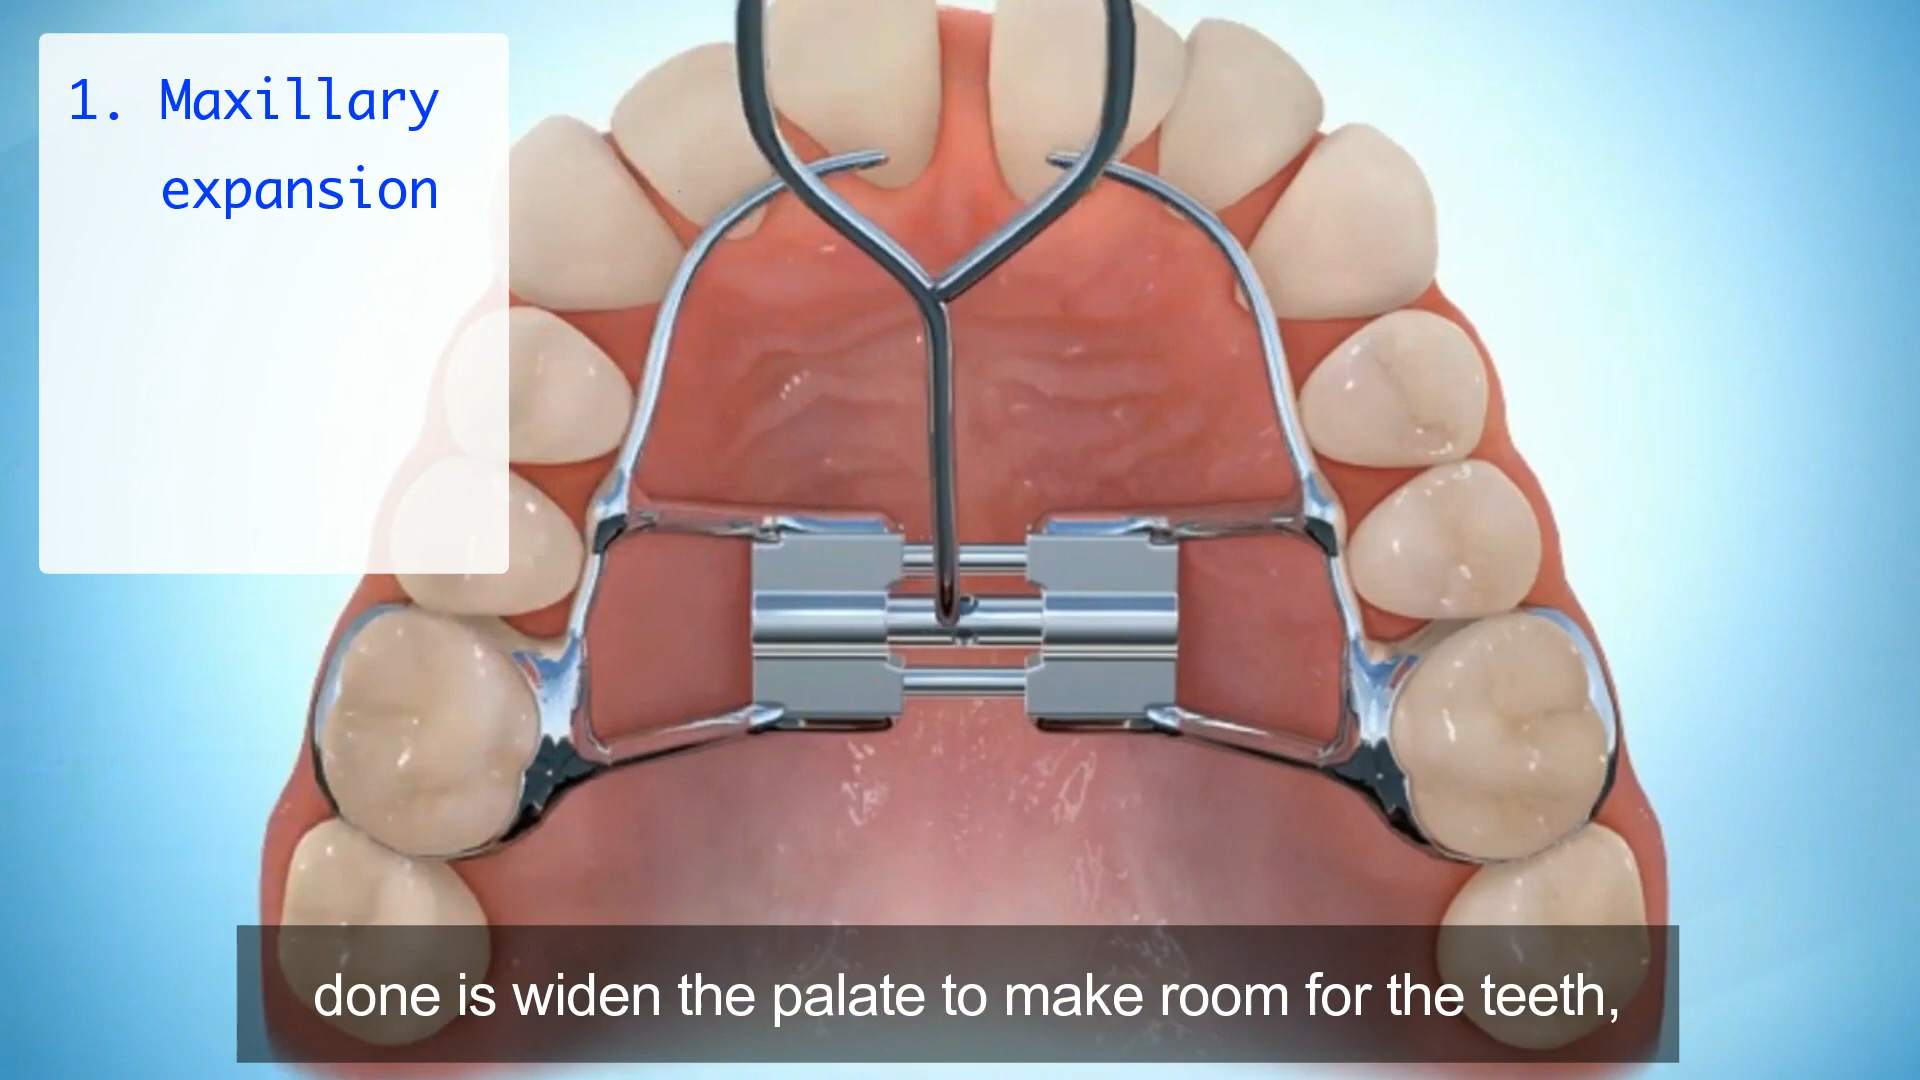 1. Maxillary
expansion
done is widen the palate to make room for the teeth,